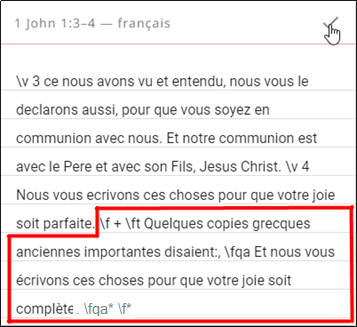 1 John 1:3–4 — français
\v 3 ce nous avons vu et entendu, nous vous le
declarons aussi, pour que vous soyez en
communion avec nous. Et notre communion est
avec le Pere et avec son Fils, Jesus Christ. \v 4
Nous vous ecrivons ces choses pour que votre joie
soit parfaite. \f + \ft Quelques copies grecques
anciennes importantes disaient:, \fqa Et nous vous
écrivons ces choses pour que votre joie soit
complète. \fqa* \f*